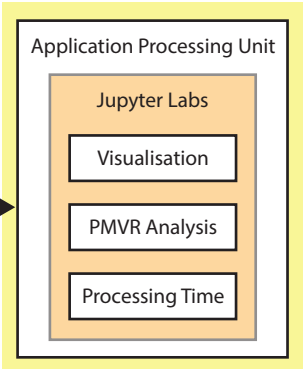 Application Processing Unit
Jupyter Labs
Visualisation
PMVR Analysis
Processing Time